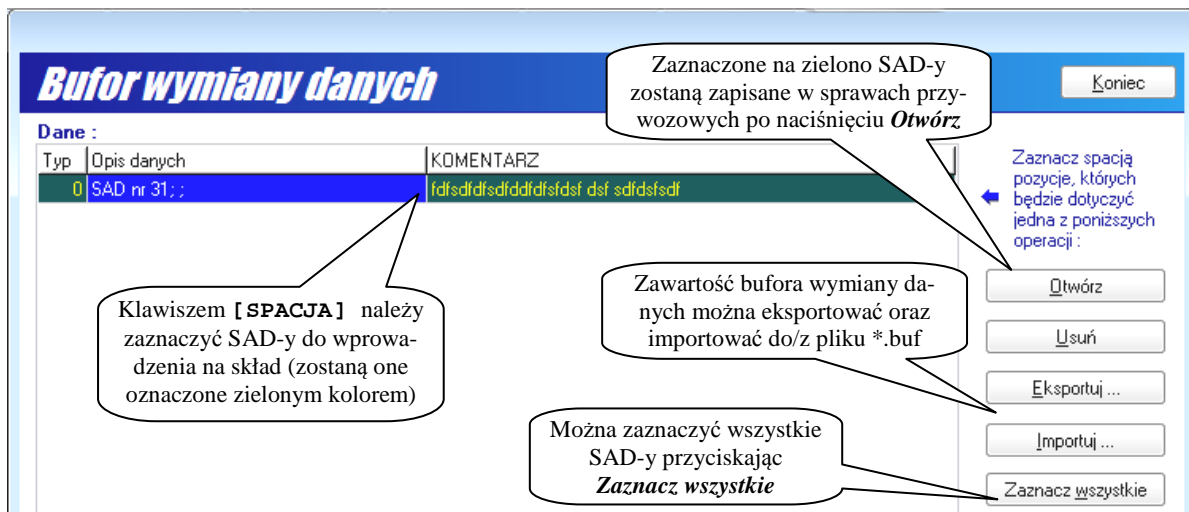 Bufor wymiany danych
Koniec
Zaznaczone na zielono SAD-y
zostaną zapisane w sprawach przy-
wozowych po naciśnięciu Otwórz
Dane :
Typ Opis danych KOMENTARZ
0 SAD nr 31; ; fdfsdfdfsdfddfdfsfdsf dsf sdfdsfsdf
Zaznacz spacją
pozycje, których
będzie dotyczyć
jedna z poniższych
operacji :
Klawiszem [SPACJA] należy
zaznaczyć SAD-y do wprowa-
dzenia na skład (zostaną one
oznaczone zielonym kolorem)
Zawartość bufora wymiany da-
nych można eksportować oraz
importować do/z pliku *.buf
Otwórz
Usuń
Eksportuj ...
Importuj ...
Można zaznaczyć wszystkie
SAD-y przyciskając
Zaznacz wszystkie
Zaznacz wszystkie